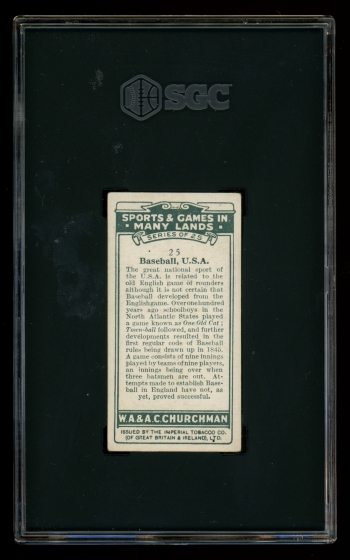 SGC
SPORTS & GAMES IN
MANY LANDS
SERIES OF 25
25
Baseball, U.S.A.
The great national sport of
the U.S.A. is related to the
old English game of rounders
although it is not certain that
Baseball developed from the
English game. Over one hundred
years ago schoolboys in the
North Atlantic States played
a game known as One Old Cat;
Town-ball followed, and further
developments resulted in the
first regular code of Baseball
rules being drawn up in 1845.
A game consists of nine innings
played by teams of nine players,
an innings being over when
three batsmen are out. At-
tempts made to establish Base-
ball in England have not, as
yet, proved successful.
W.A.& A.C. CHURCHMAN
ISSUED BY THE IMPERIAL TOBACCO CO.
(OF GREAT BRITAIN & IRELAND), LTD.